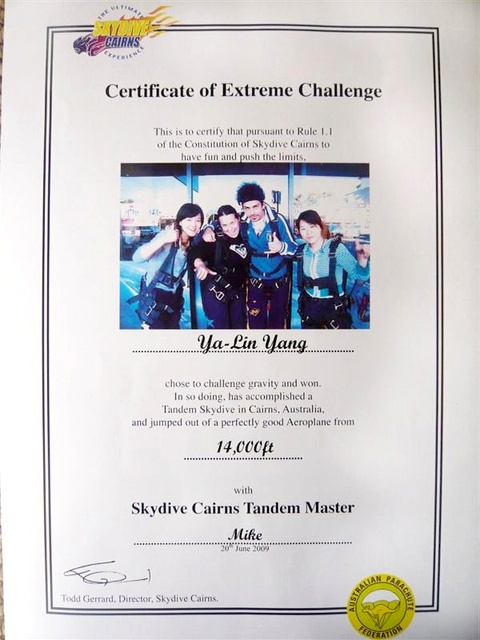 THE ULTIMATE
SKYDIVE
CAIRNS
EXPERIENCE
Certificate of Extreme Challenge
This is to certify that pursuant to Rule 1.1
of the Constitution of Skydive Cairns to
have fun and push the limits,
Ya-Lin Yang
chose to challenge gravity and won.
In so doing, has accomplished a
Tandem Skydive in Cairns, Australia,
and jumped out of a perfectly good Aeroplane from
14,000ft
with
Skydive Cairns Tandem Master
Mike
20th June 2009
Todd Gerrard, Director, Skydive Cairns.
AUSTRALIAN PARACHUTE
FEDERATION